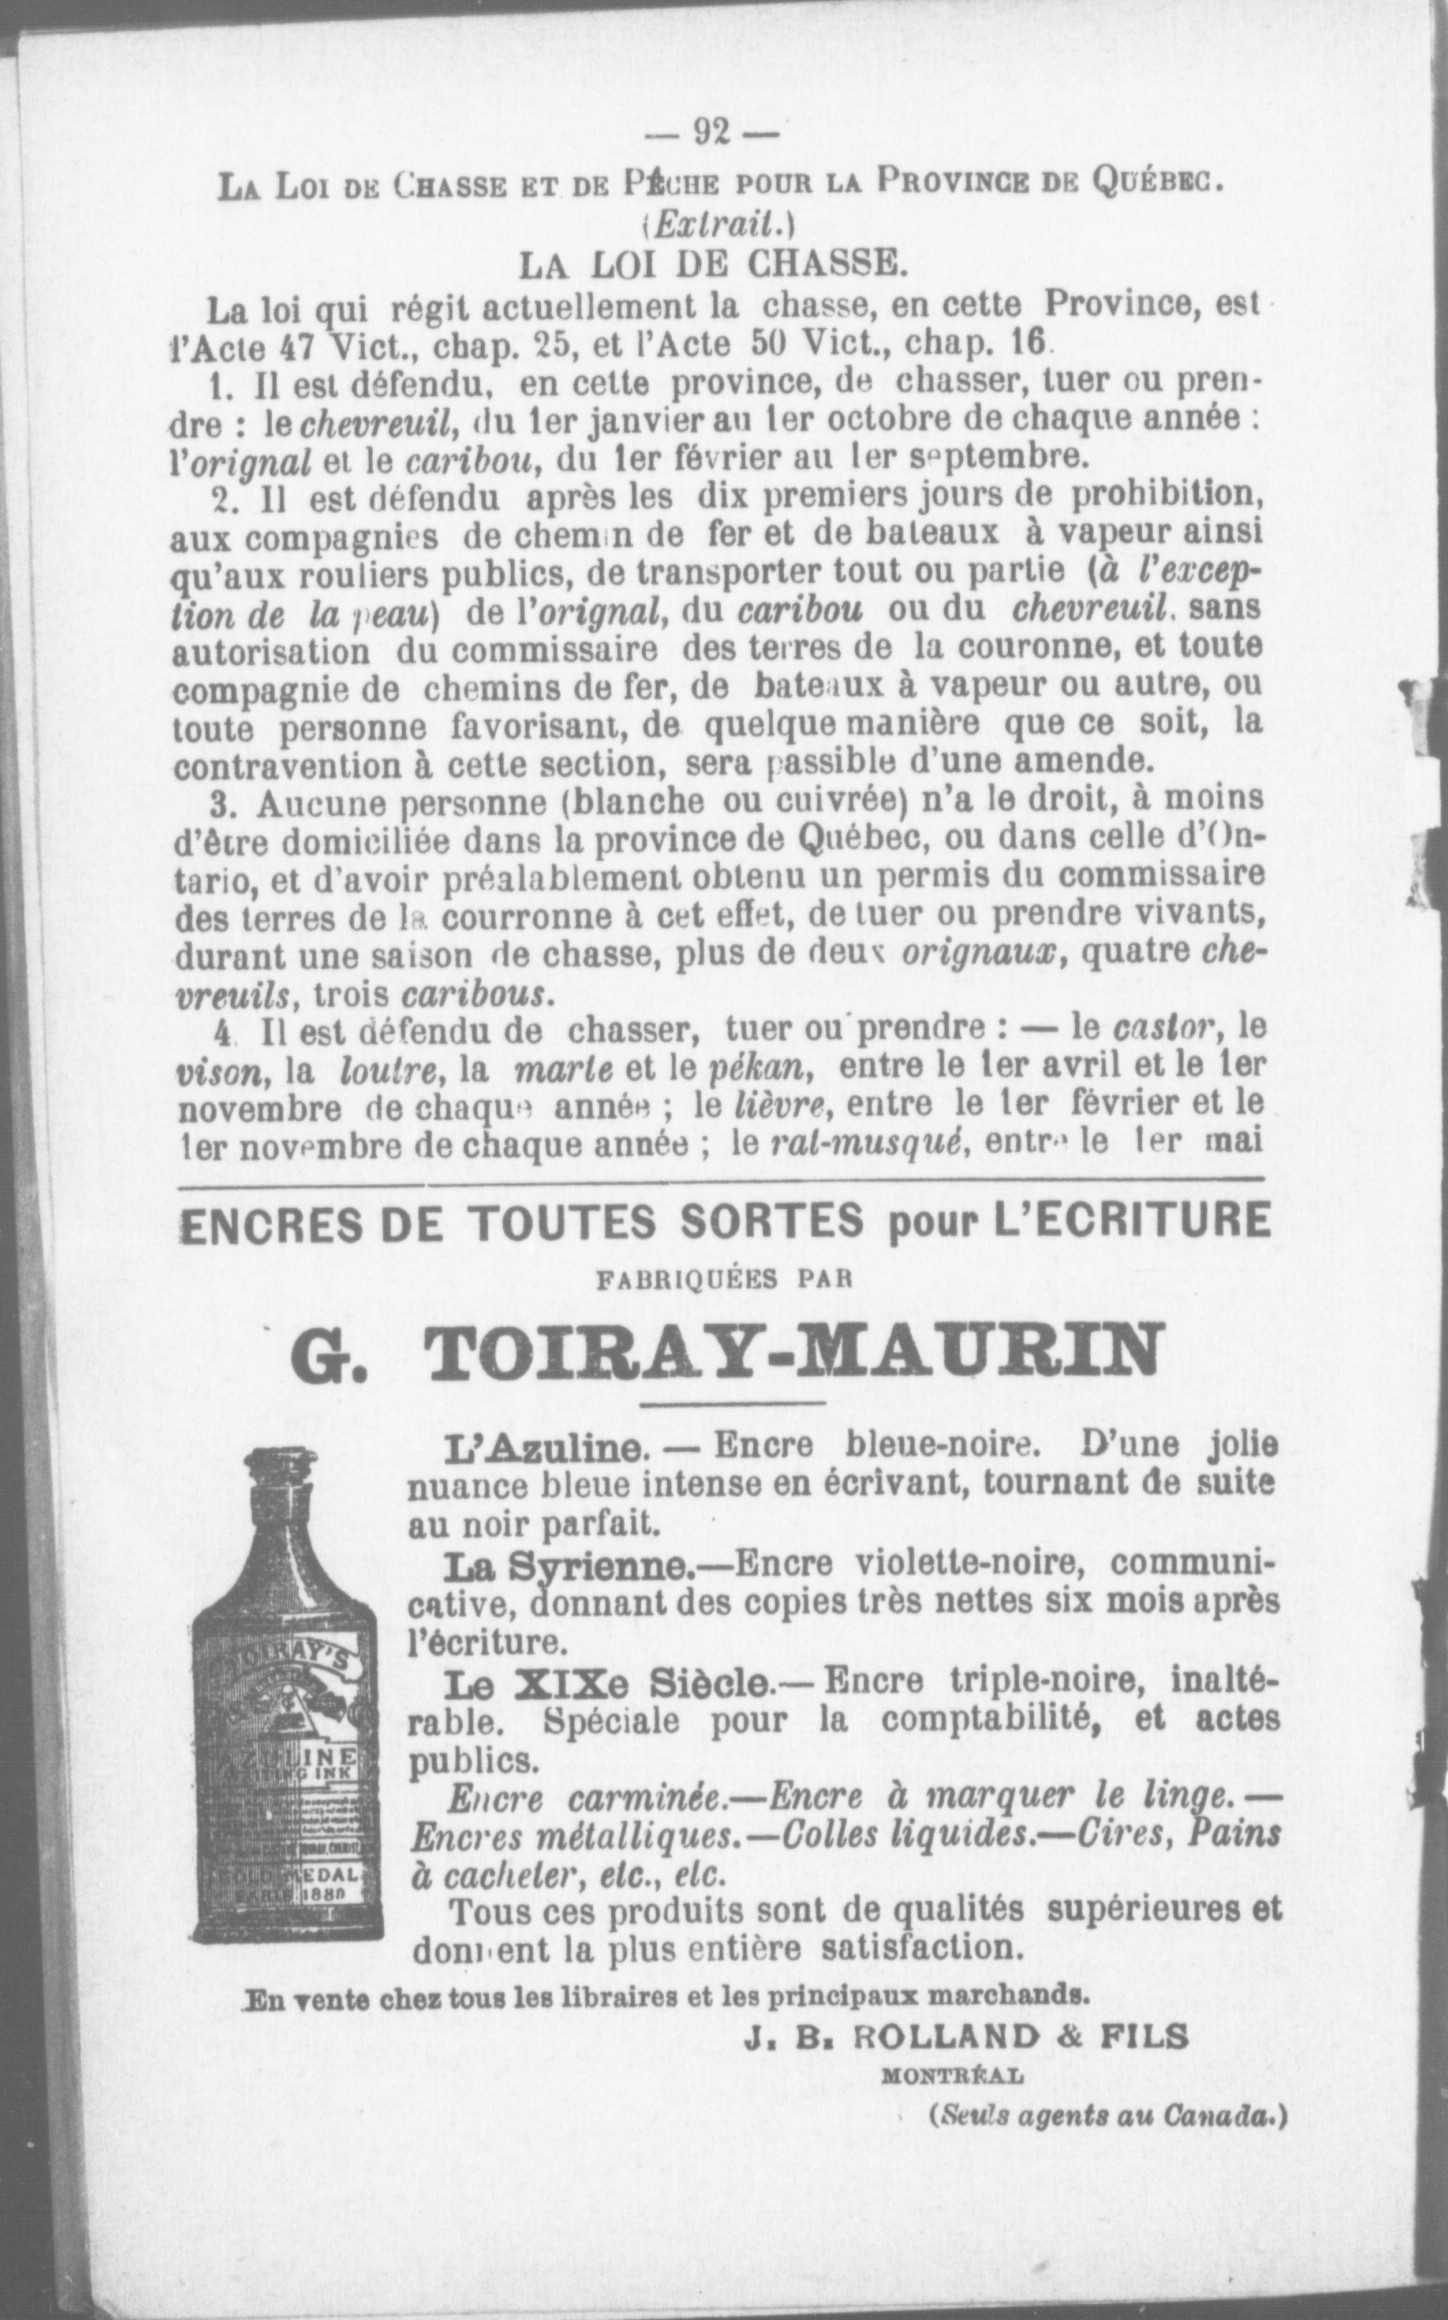 — 92 —
La Loi de Chasse et de Pêche pour la Province de Québec.
(Extrait.)
LA LOI DE CHASSE.
La loi qui régit actuellement la chasse, en cette Province, est
l'Acte 47 Vict., chap. 25, et l'Acte 50 Vict., chap. 16.
1. Il est défendu, en cette province, de chasser, tuer ou pren-
dre : le chevreuil, du 1er janvier au 1er octobre de chaque année :
l'orignal et le caribou, du 1er février au 1er septembre.
2. Il est défendu après les dix premiers jours de prohibition,
aux compagnies de chemin de fer et de bateaux à vapeur ainsi
qu'aux rouliers publics, de transporter tout ou partie (à l'excep-
tion de la peau) de l'orignal, du caribou ou du chevreuil, sans
autorisation du commissaire des terres de la couronne, et toute
compagnie de chemins de fer, de bateaux à vapeur ou autre, ou
toute personne favorisant, de quelque manière que ce soit, la
contravention à cette section, sera passible d'une amende.
3. Aucune personne (blanche ou cuivrée) n'a le droit, à moins
d'être domiciliée dans la province de Québec, ou dans celle d'On-
tario, et d'avoir préalablement obtenu un permis du commissaire
des terres de la courronne à cet effet, de tuer ou prendre vivants,
durant une saison de chasse, plus de deux orignaux, quatre che-
vreuils, trois caribous.
4. Il est défendu de chasser, tuer ou prendre : — le castor, le
vison, la loutre, la marte et le pékan, entre le 1er avril et le 1er
novembre de chaque année ; le lièvre, entre le 1er février et le
1er novembre de chaque année ; le rat-musqué, entre le 1er mai
ENCRES DE TOUTES SORTES pour L'ECRITURE
FABRIQUÉES PAR
G. TOIRAY-MAURIN
L'Azuline. — Encre bleue-noire. D'une jolie
nuance bleue intense en écrivant, tournant de suite
au noir parfait.
La Syrienne.—Encre violette-noire, communi-
cative, donnant des copies très nettes six mois après
l'écriture.
Le XIXe Siècle.— Encre triple-noire, inalté-
rable. Spéciale pour la comptabilité, et actes
publics.
Encre carminée.—Encre à marquer le linge. —
Encres métalliques.—Colles liquides.—Cires, Pains
à cacheter, etc., etc.
Tous ces produits sont de qualités supérieures et
donnent la plus entière satisfaction.
TOIRAY'S
AZULINE
WRITING INK
GOLD MEDAL
PARIS 1880
En vente chez tous les libraires et les principaux marchands.
J. B. ROLLAND & FILS
MONTRÉAL
(Seuls agents au Canada.)